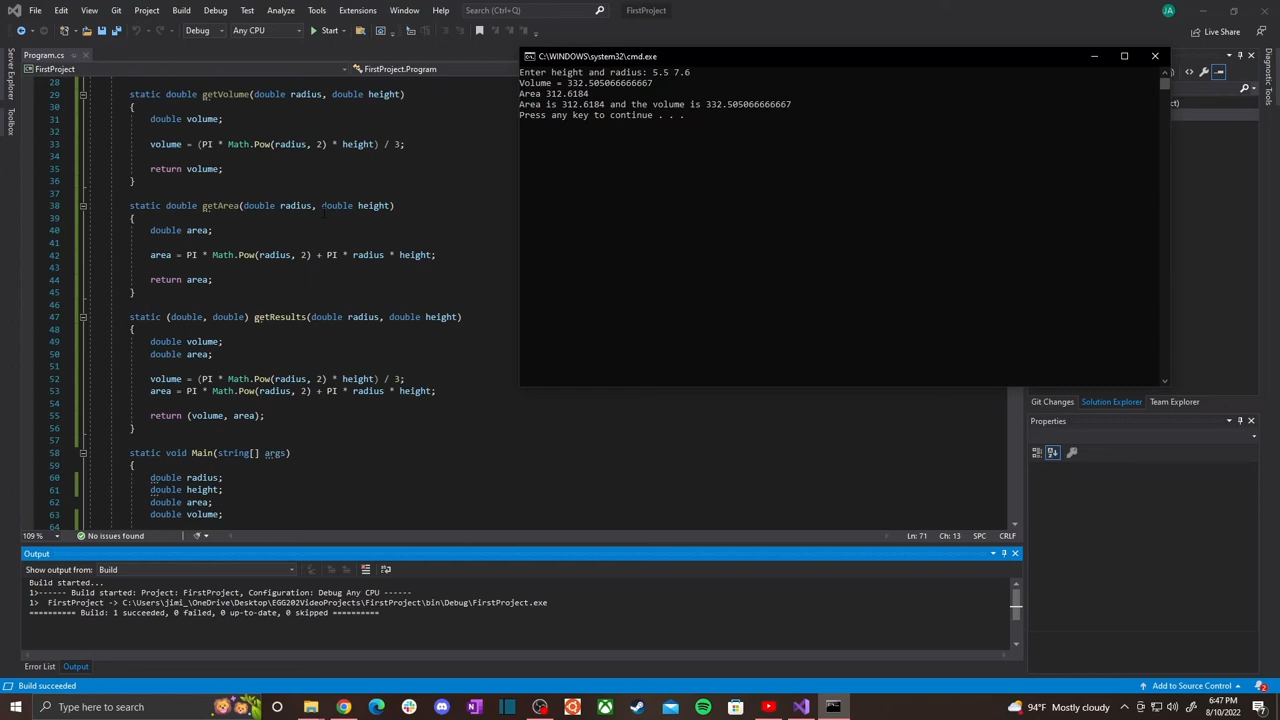 File Edit View Git Project Build Debug Test Analyze Tools Extensions Window Help Search (Ctrl+Q) FirstProject JA
Debug Any CPU Start Live Share
Program.cs
FirstProject FirstProject.Program
Server Explorer
Toolbox
28
29 static double getVolume(double radius, double height)
30 {
31 double volume;
32
33 volume = (PI * Math.Pow(radius, 2) * height) / 3;
34
35 return volume;
36 }
37
38 static double getArea(double radius, double height)
39 {
40 double area;
41
42 area = PI * Math.Pow(radius, 2) + PI * radius * height;
43
44 return area;
45 }
46
47 static (double, double) getResults(double radius, double height)
48 {
49 double volume;
50 double area;
51
52 volume = (PI * Math.Pow(radius, 2) * height) / 3;
53 area = PI * Math.Pow(radius, 2) + PI * radius * height;
54
55 return (volume, area);
56 }
57
58 static void Main(string[] args)
59 {
60 double radius;
61 double height;
62 double area;
63 double volume;
64
C:\WINDOWS\system32\cmd.exe
Enter height and radius: 5.5 7.6
Volume = 332.505066666667
Area 312.6184
Area is 312.6184 and the volume is 332.505066666667
Press any key to continue . . .
Git Changes Solution Explorer Team Explorer
Properties
109 % No issues found Ln: 71 Ch: 13 SPC CRLF
Output
Show output from: Build
Build started...
1>------ Build started: Project: FirstProject, Configuration: Debug Any CPU ------
1> FirstProject -> C:\Users\jimi_\OneDrive\Desktop\EGG202VideoProjects\FirstProject\bin\Debug\FirstProject.exe
========== Build: 1 succeeded, 0 failed, 0 up-to-date, 0 skipped ==========
Error List Output
Build succeeded Add to Source Control 2
Type here to search 94°F Mostly cloudy 6:47 PM
8/10/2022